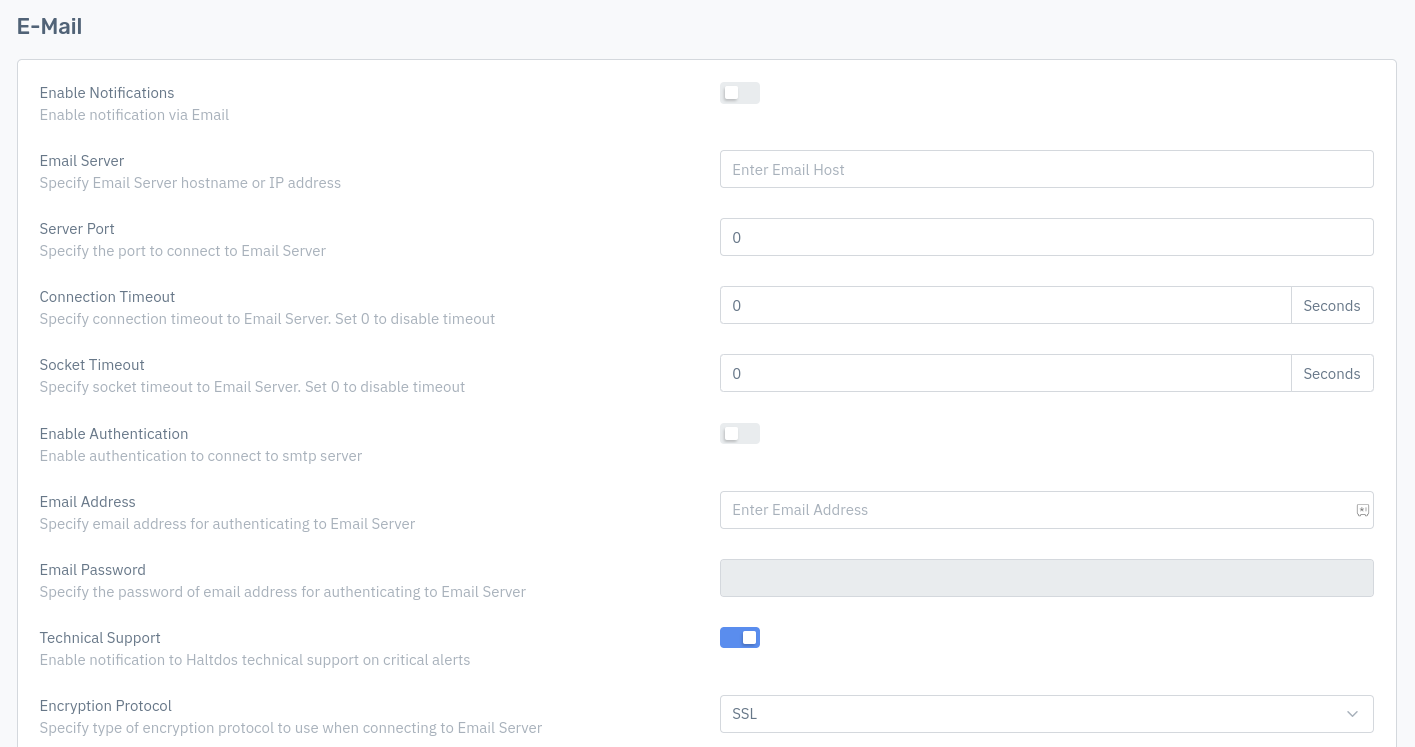 E-Mail
Enable Notifications
Enable notification via Email
Email Server
Specify Email Server hostname or IP address
Enter Email Host
Server Port
Specify the port to connect to Email Server
0
Connection Timeout
Specify connection timeout to Email Server. Set 0 to disable timeout
0
Seconds
Socket Timeout
Specify socket timeout to Email Server. Set 0 to disable timeout
0
Seconds
Enable Authentication
Enable authentication to connect to smtp server
Email Address
Specify email address for authenticating to Email Server
Enter Email Address
Email Password
Specify the password of email address for authenticating to Email Server
Technical Support
Enable notification to Haltdos technical support on critical alerts
Encryption Protocol
Specify type of encryption protocol to use when connecting to Email Server
SSL